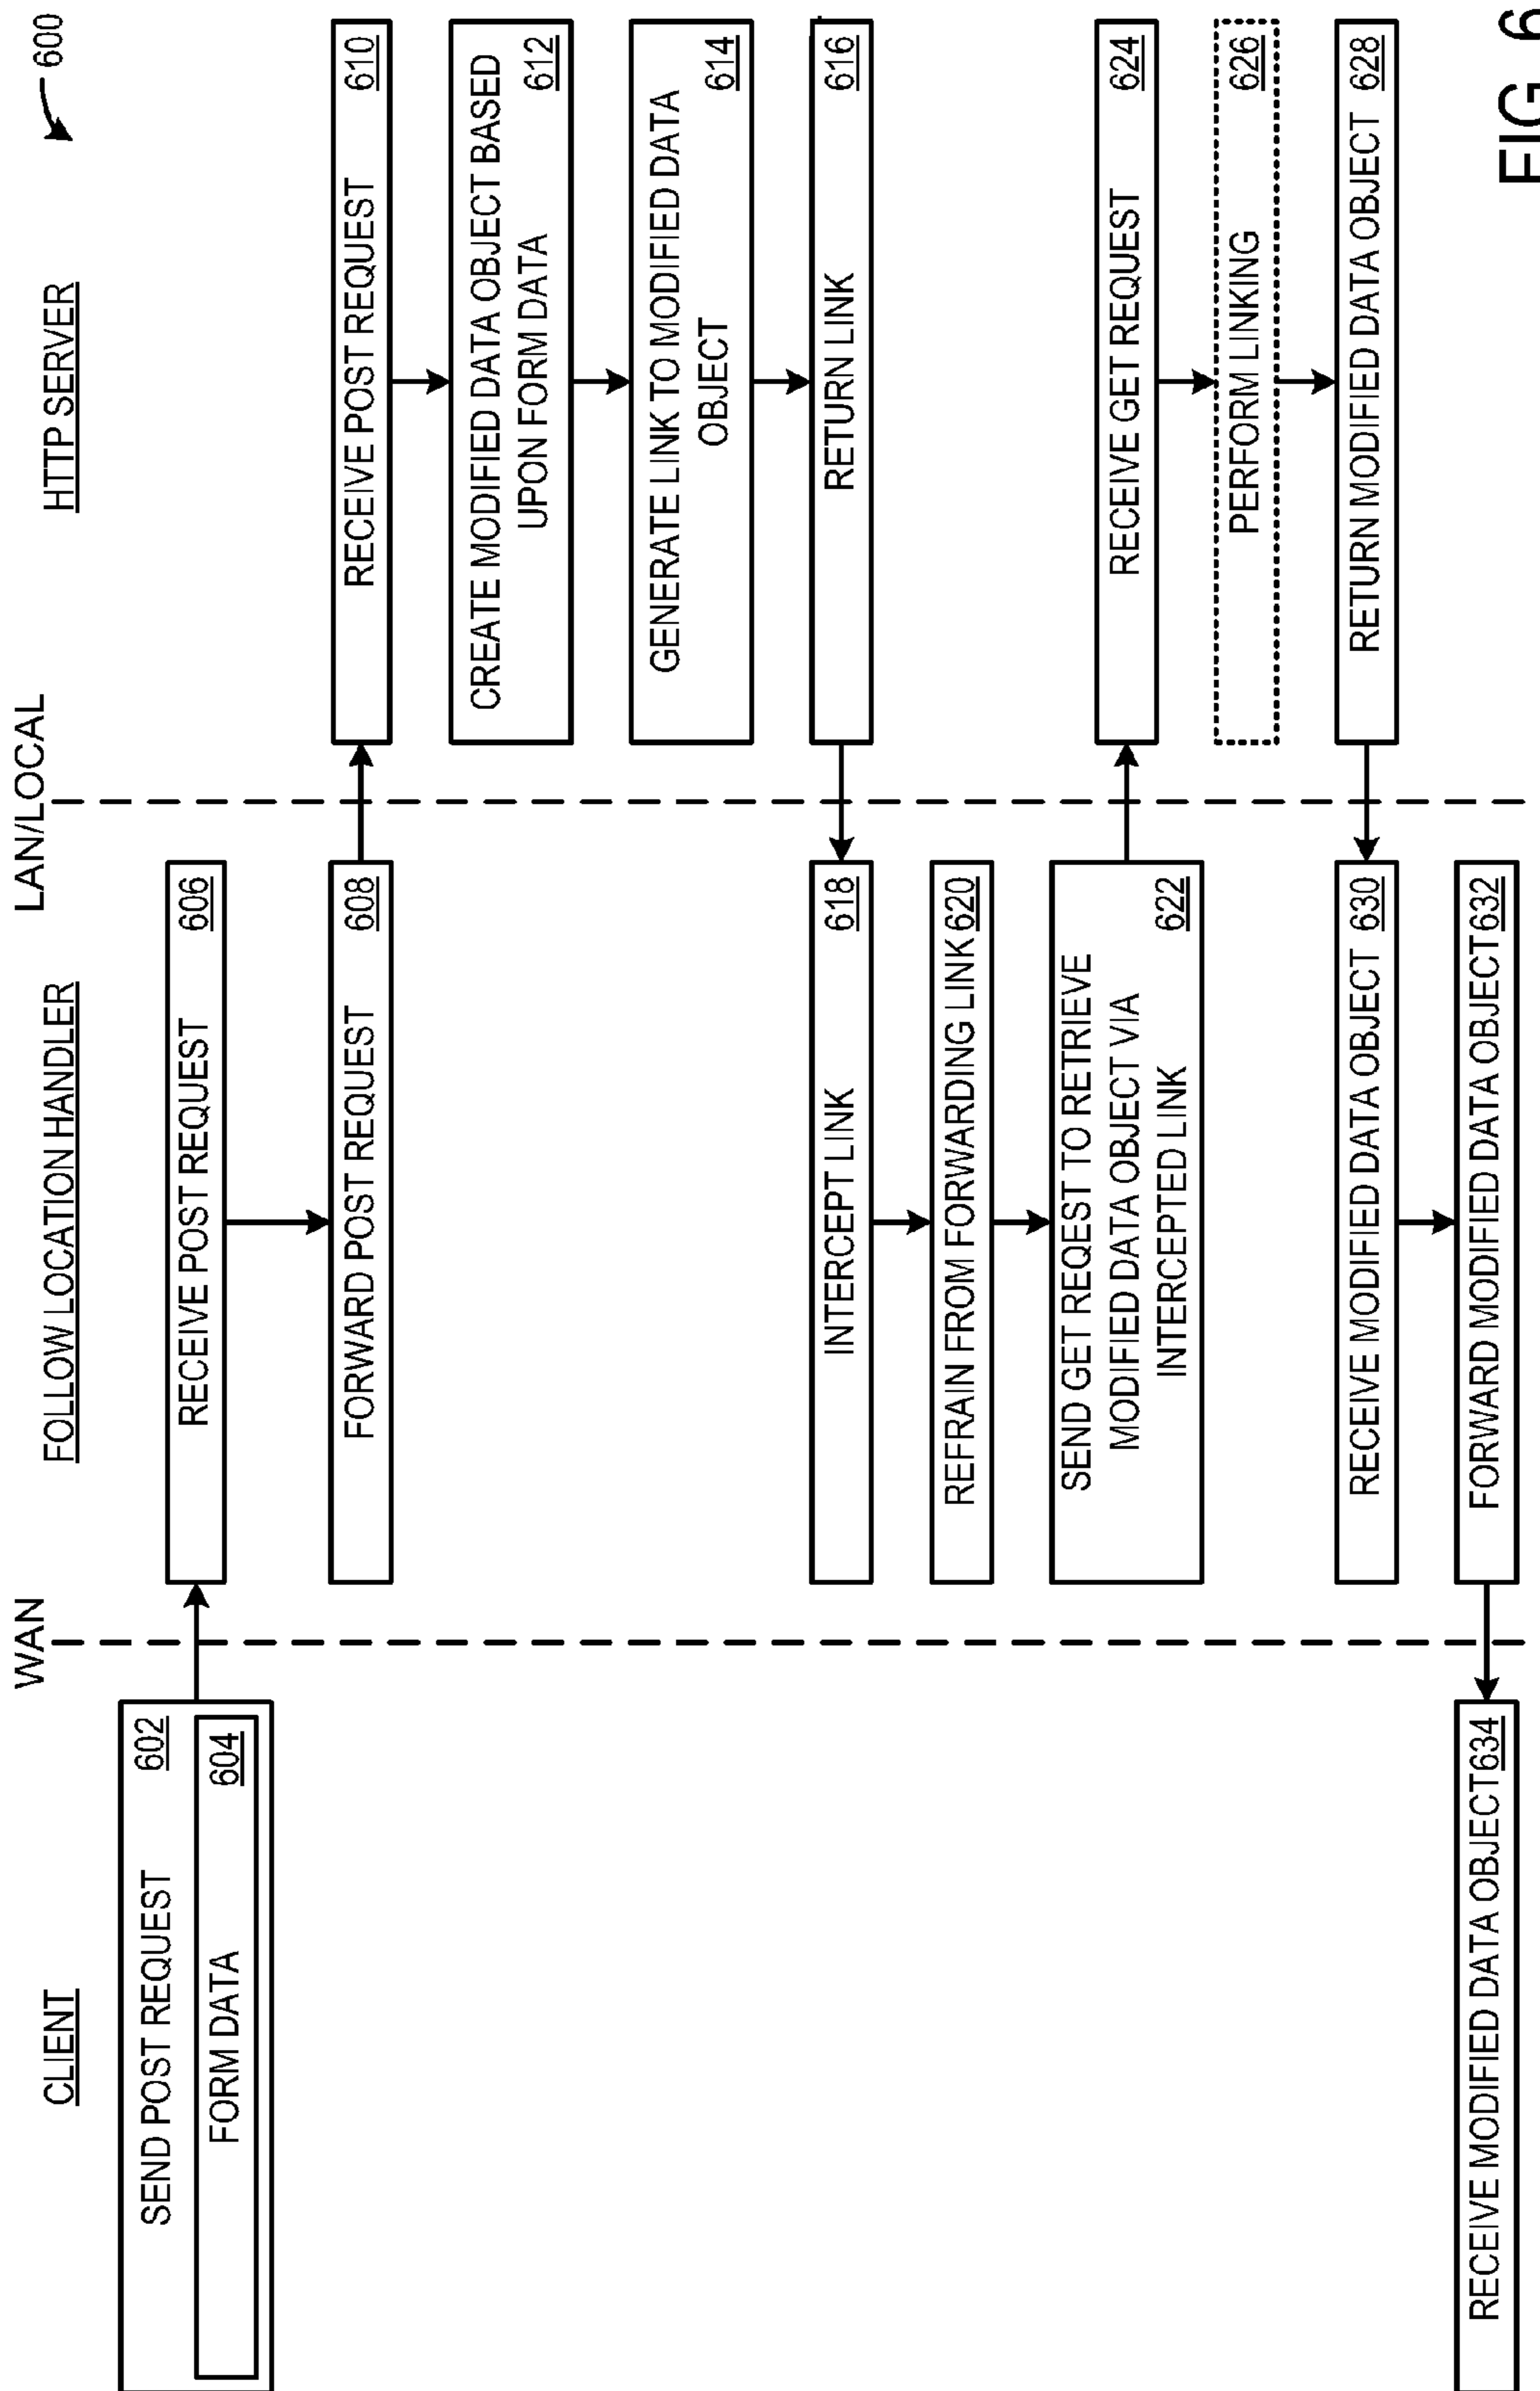 600
WAN
LAN/LOCAL
CLIENT
FOLLOW LOCATION HANDLER
HTTP SERVER
SEND POST REQUEST 602
FORM DATA 604
RECEIVE POST REQUEST 606
FORWARD POST REQUEST 608
RECEIVE POST REQUEST 610
CREATE MODIFIED DATA OBJECT BASED
UPON FORM DATA 612
GENERATE LINK TO MODIFIED DATA
OBJECT 614
RETURN LINK 616
INTERCEPT LINK 618
REFRAIN FROM FORWARDING LINK 620
SEND GET REQEST TO RETRIEVE
MODIFIED DATA OBJECT VIA
INTERCEPTED LINK 622
RECEIVE GET REQUEST 624
PERFORM LINKING 626
RETURN MODIFIED DATA OBJECT 628
RECEIVE MODIFIED DATA OBJECT 630
FORWARD MODIFIED DATA OBJECT 632
RECEIVE MODIFIED DATA OBJECT 634
FIG. 6